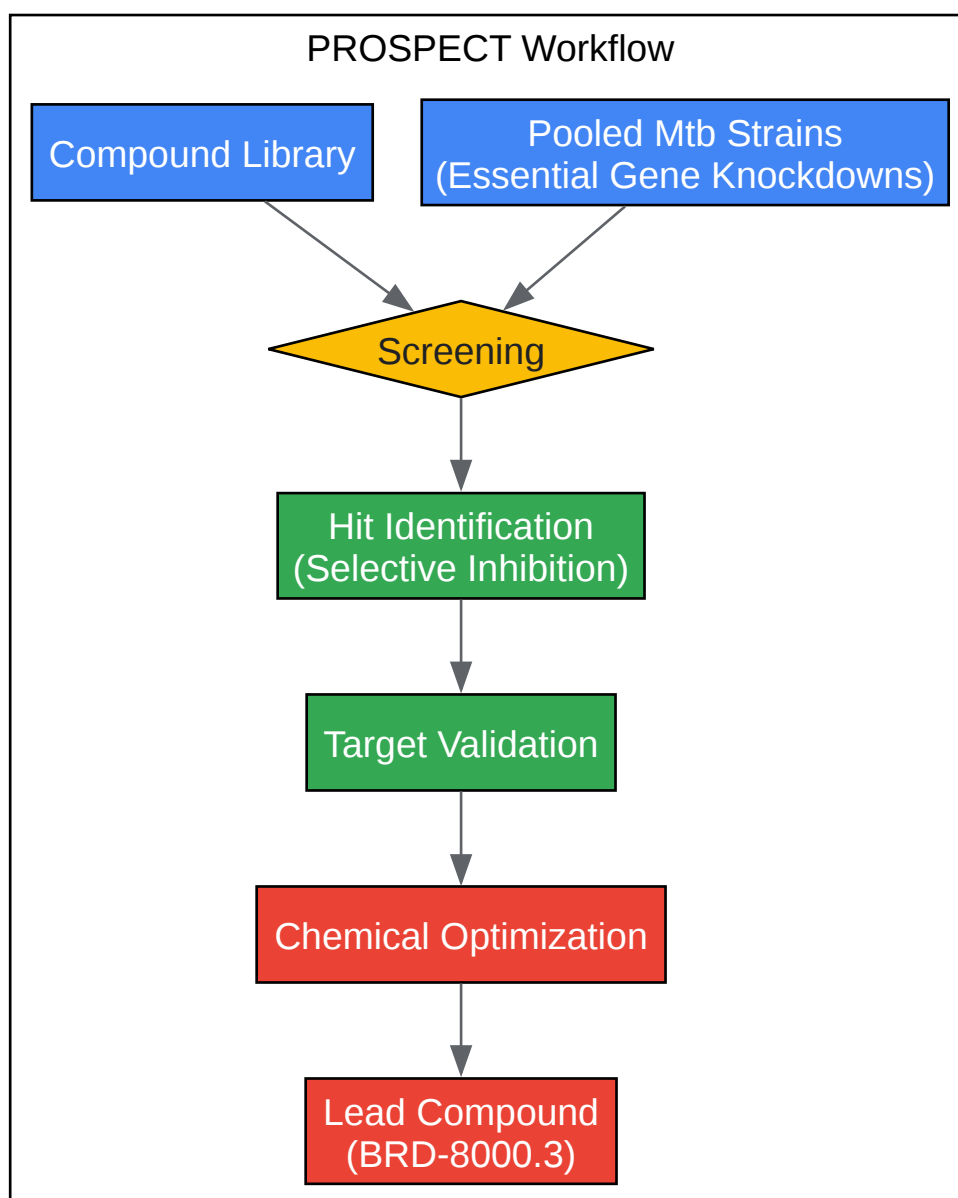 PROSPECT Workflow
Compound Library
Pooled Mtb Strains
(Essential Gene Knockdowns)
Screening
Hit Identification
(Selective Inhibition)
Target Validation
Chemical Optimization
Lead Compound
(BRD-8000.3)